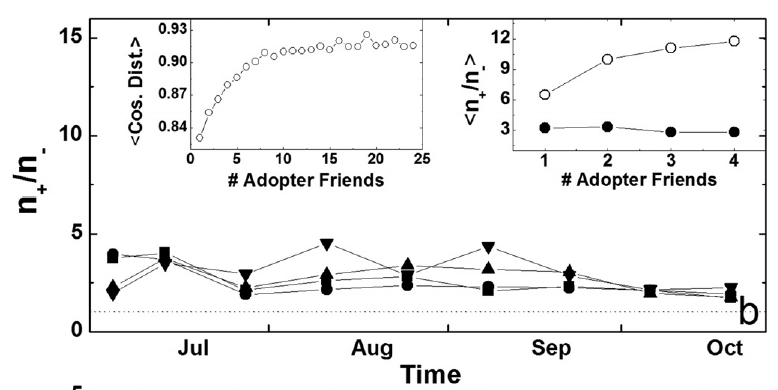 15
10
5
0
n+/n-
Jul
Aug
Sep
Oct
Time
b
0.93
0.90
0.87
0.84
<Cos. Dist.>
0 5 10 15 20 25
# Adopter Friends
12
9
6
3
<n+/n->
1 2 3 4
# Adopter Friends
5